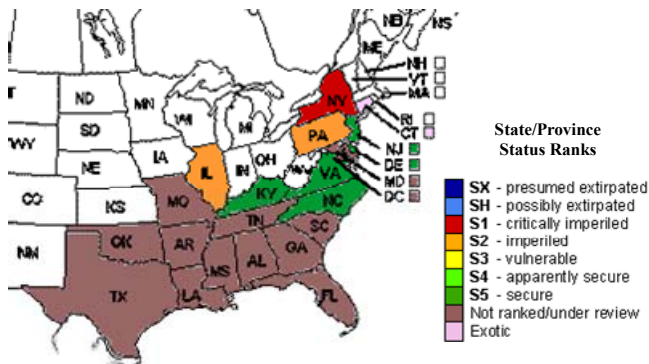 NB
NS
ME
NH
VT
MA
ND
MN
SD
WI
MI
NY
RI
CT
WY
IA
PA
NJ
NE
IL
IN
OH
DE
VA
MD
DC
CO
KS
MO
KY
NC
TN
NM
OK
AR
SC
MS
AL
GA
TX
LA
FL
State/Province
Status Ranks
SX - presumed extirpated
SH - possibly extirpated
S1 - critically imperiled
S2 - imperiled
S3 - vulnerable
S4 - apparently secure
S5 - secure
Not ranked/under review
Exotic